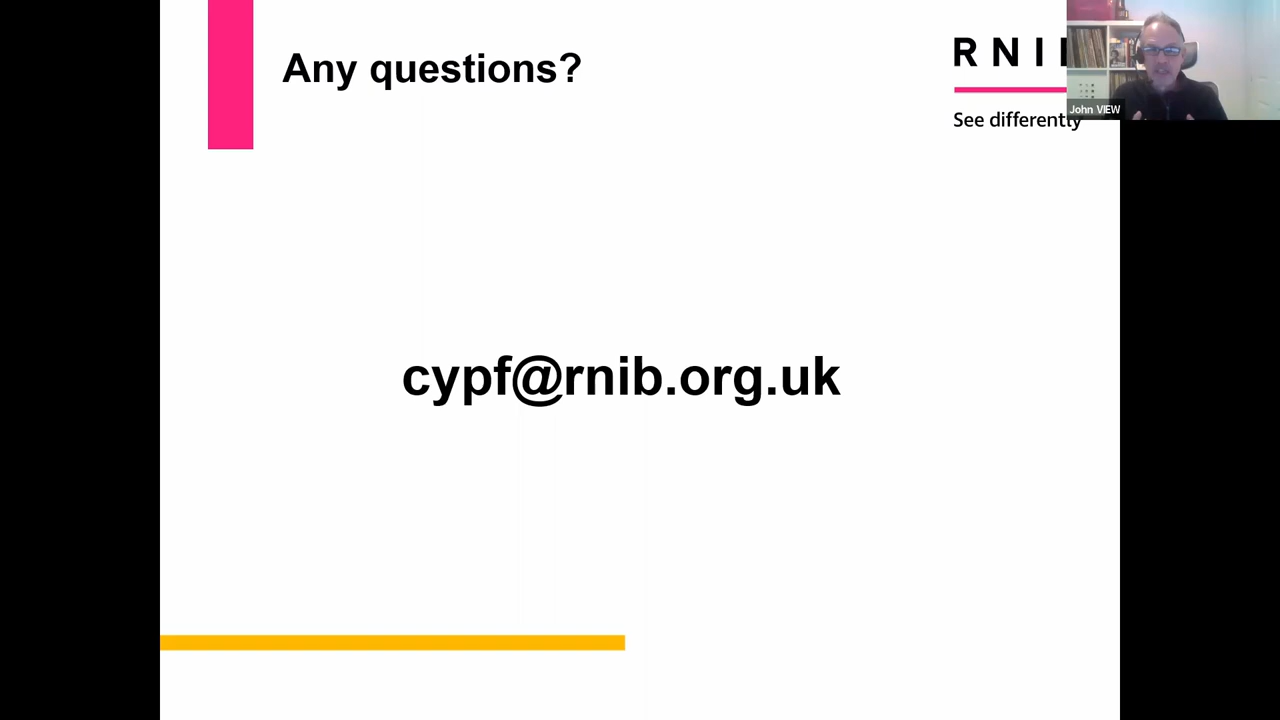 Any questions?
RNI
See differently
John VIEW
cypf@rnib.org.uk